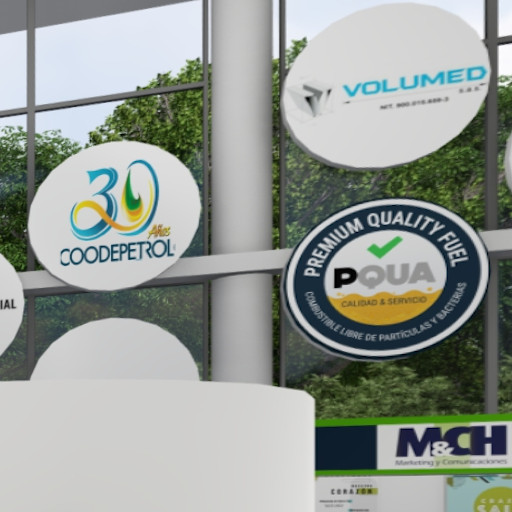 VOLUMED
S.A.S
30
Años
COODEPETROL
PREMIUM QUALITY FUEL
PQUA
CALIDAD & SERVICIO
COMBUSTIBLE LIBRE DE PARTÍCULAS Y BACTERIAS
IAL
M&CH
Marketing y Comunicaciones
CORAZÓN